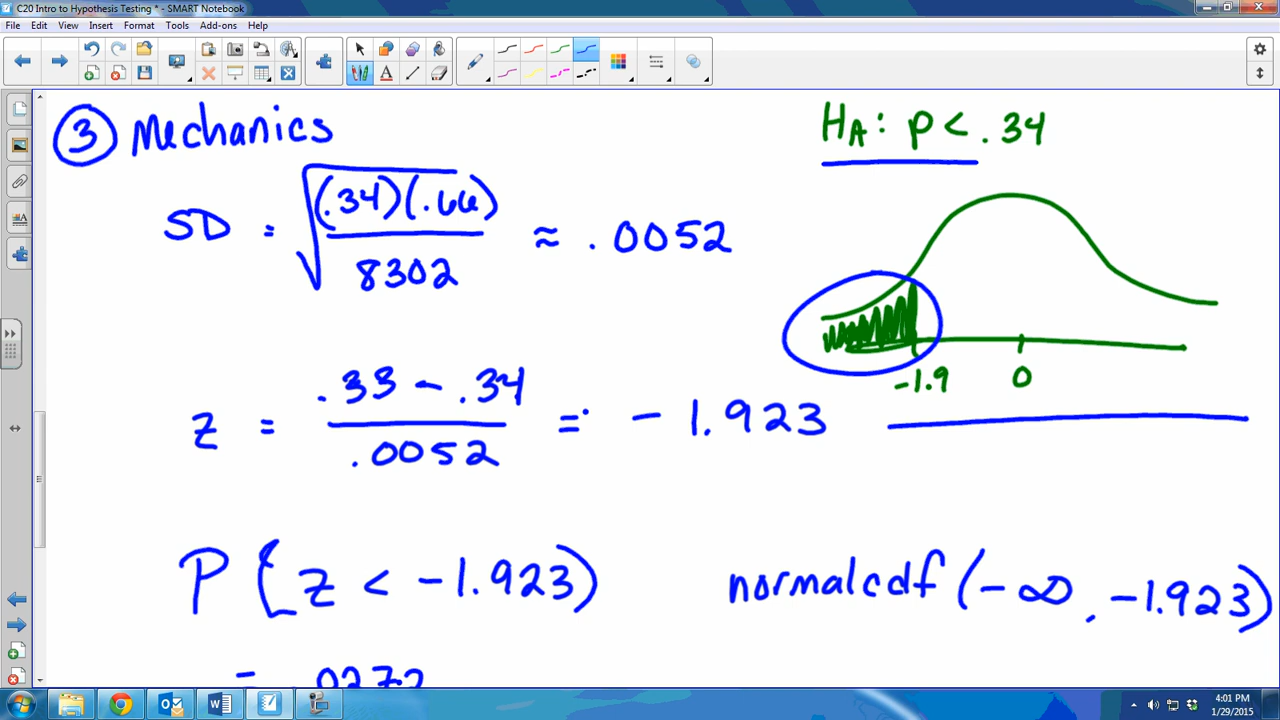 C20 Intro to Hypothesis Testing * - SMART Notebook
File Edit View Insert Format Tools Add-ons Help
③ Mechanics
HA: p < .34
SD = √((.34)(.66)/8302) ≈ .0052
-1.9 0
z = (.33 - .34)/.0052 = -1.923
P(z < -1.923) normalcdf(-∞, -1.923)
= .0272
4:01 PM
1/29/2015